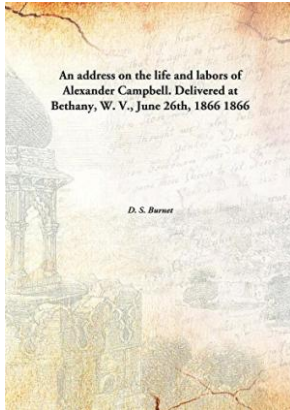 An address on the life and labors of
Alexander Campbell. Delivered at
Bethany, W. V., June 26th, 1866 1866
D. S. Burnet